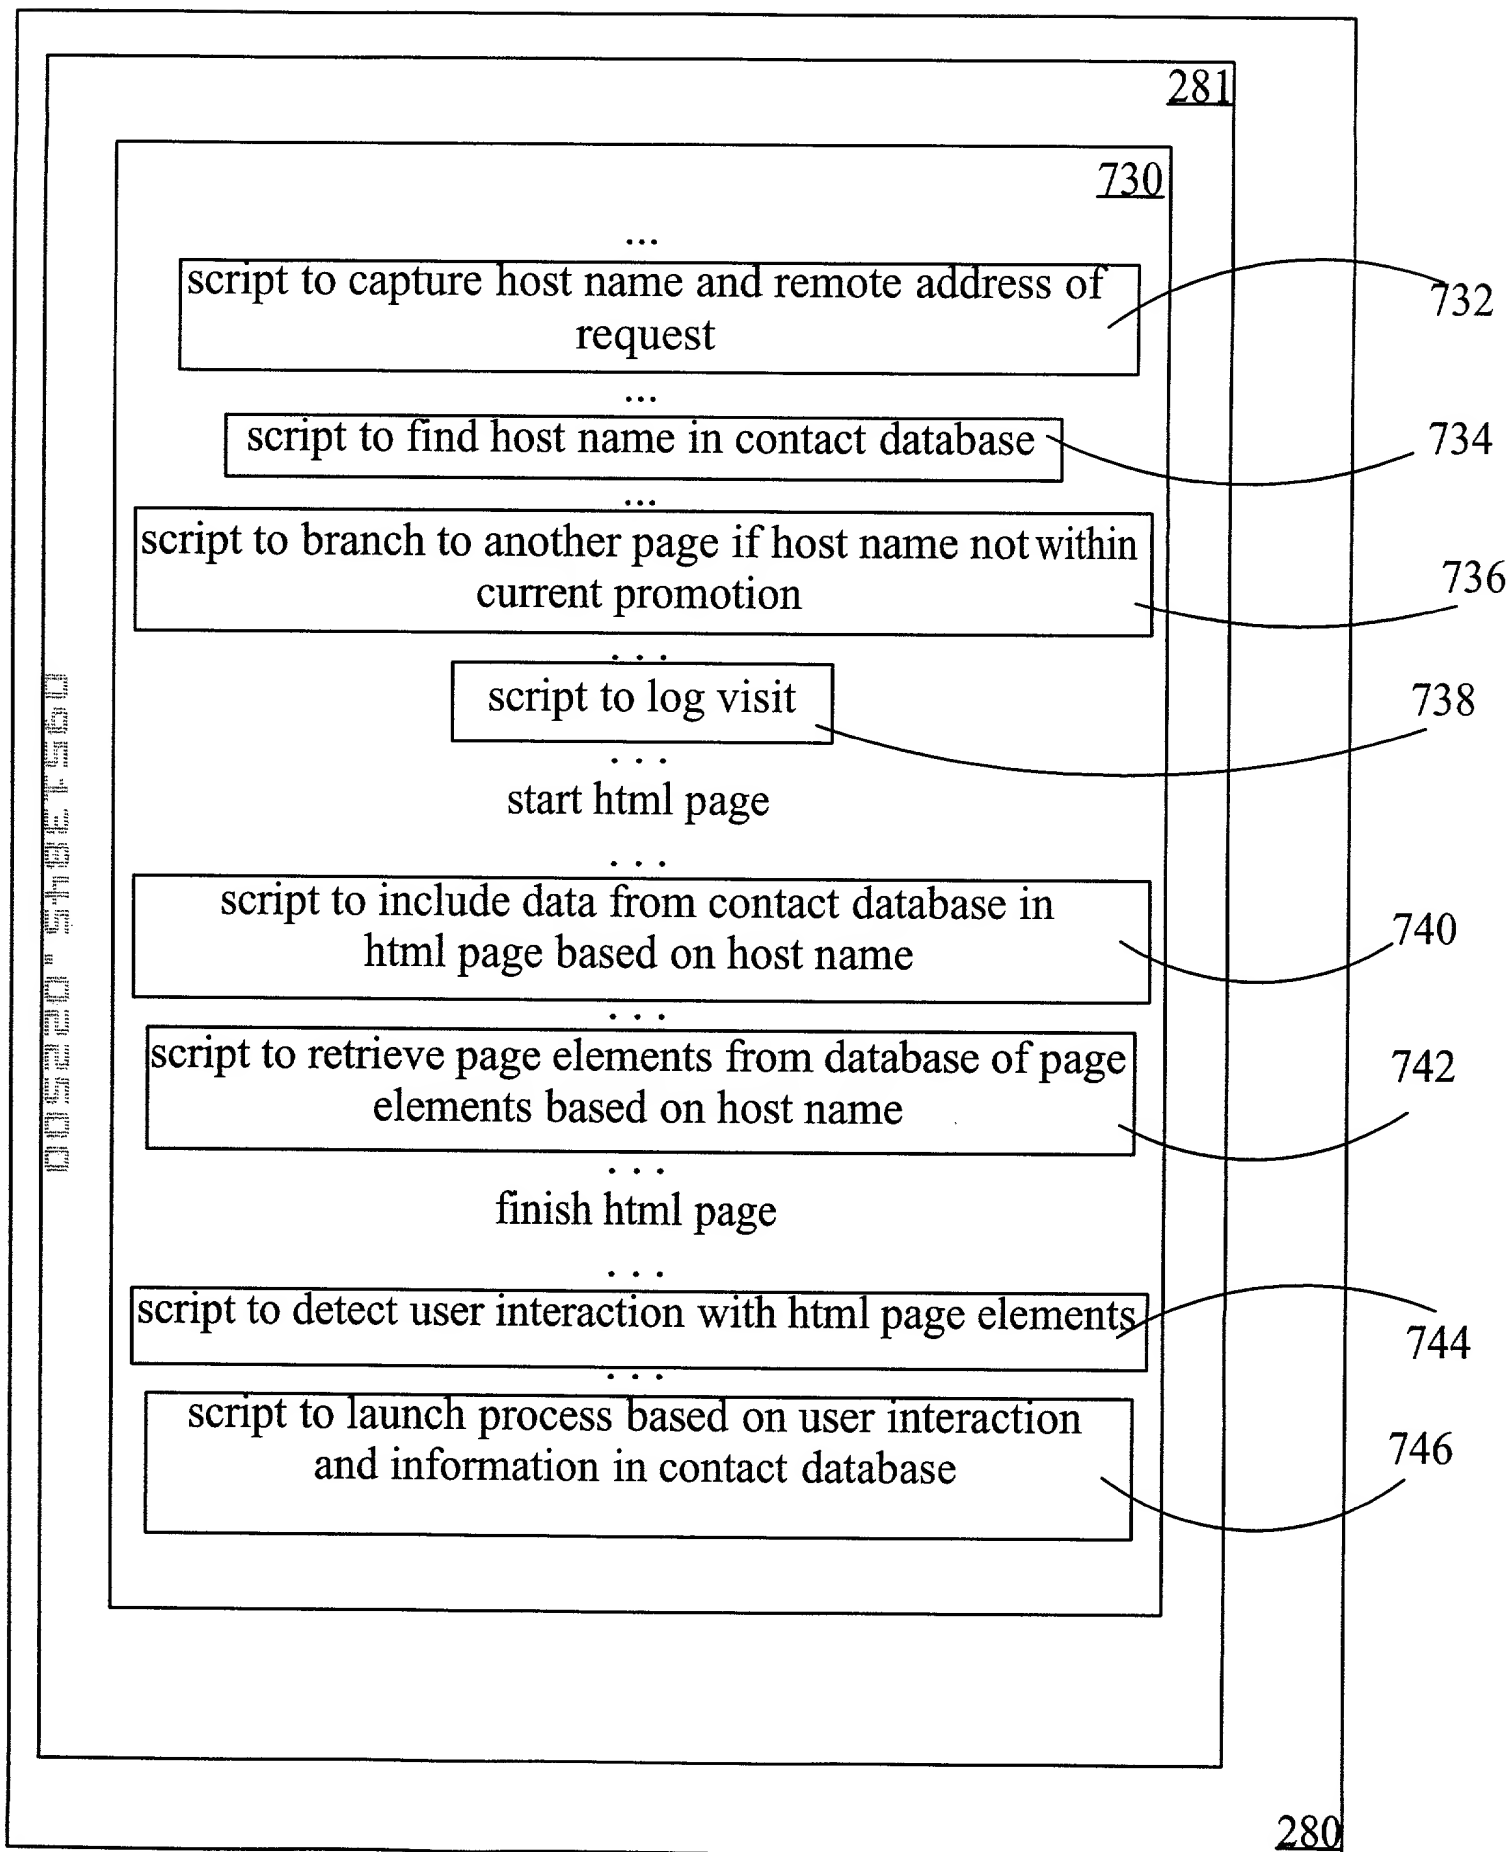 281
730
...
script to capture host name and remote address of
request
732
...
script to find host name in contact database
734
...
script to branch to another page if host name not within
current promotion
736
...
script to log visit
738
...
start html page
...
script to include data from contact database in
html page based on host name
740
...
script to retrieve page elements from database of page
elements based on host name
742
...
finish html page
...
script to detect user interaction with html page elements
744
...
script to launch process based on user interaction
and information in contact database
746
280